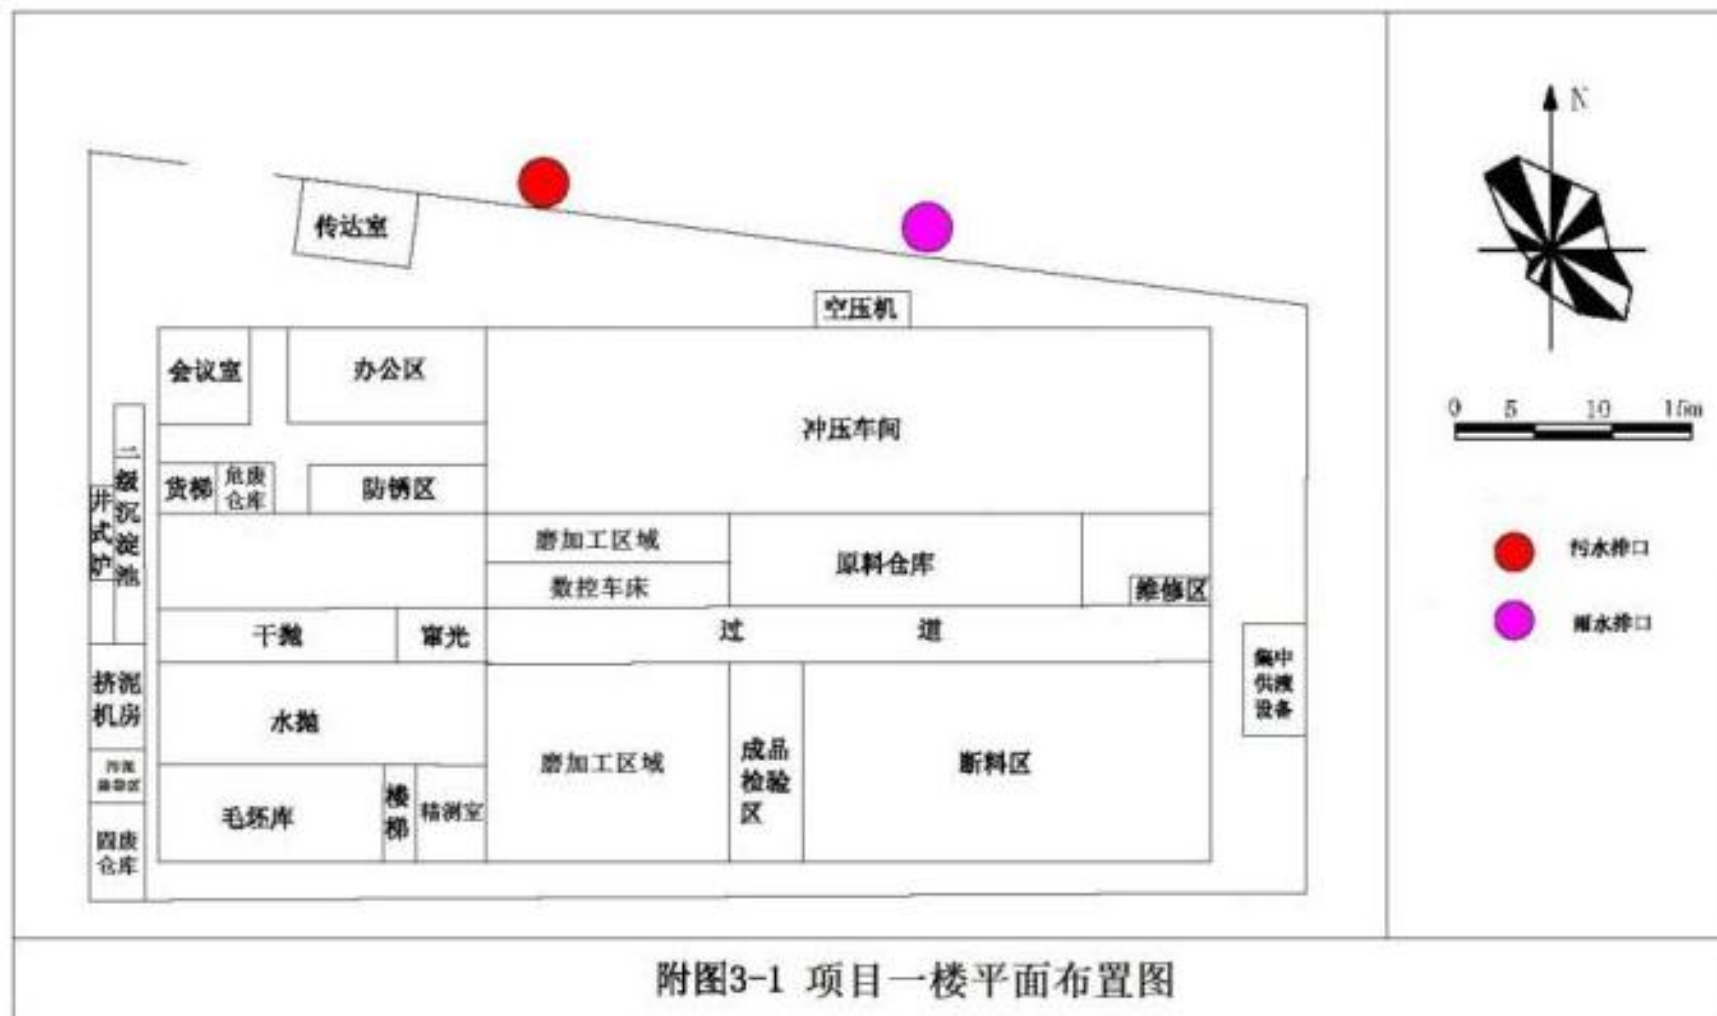 N
传达室
空压机
会议室
办公区
冲压车间
0 5 10 15m
二级沉淀池
井式炉
货梯
危废
仓库
防锈区
磨加工区域
数控车床
原料仓库
维修区
污水排口
雨水排口
干抛
窜光
过道
集中
供液
设备
挤泥
机房
水抛
磨加工区域
成品
检验
区
断料区
污泥
毛坯库
楼
梯
精测室
固废
仓库
附图3-1 项目一楼平面布置图